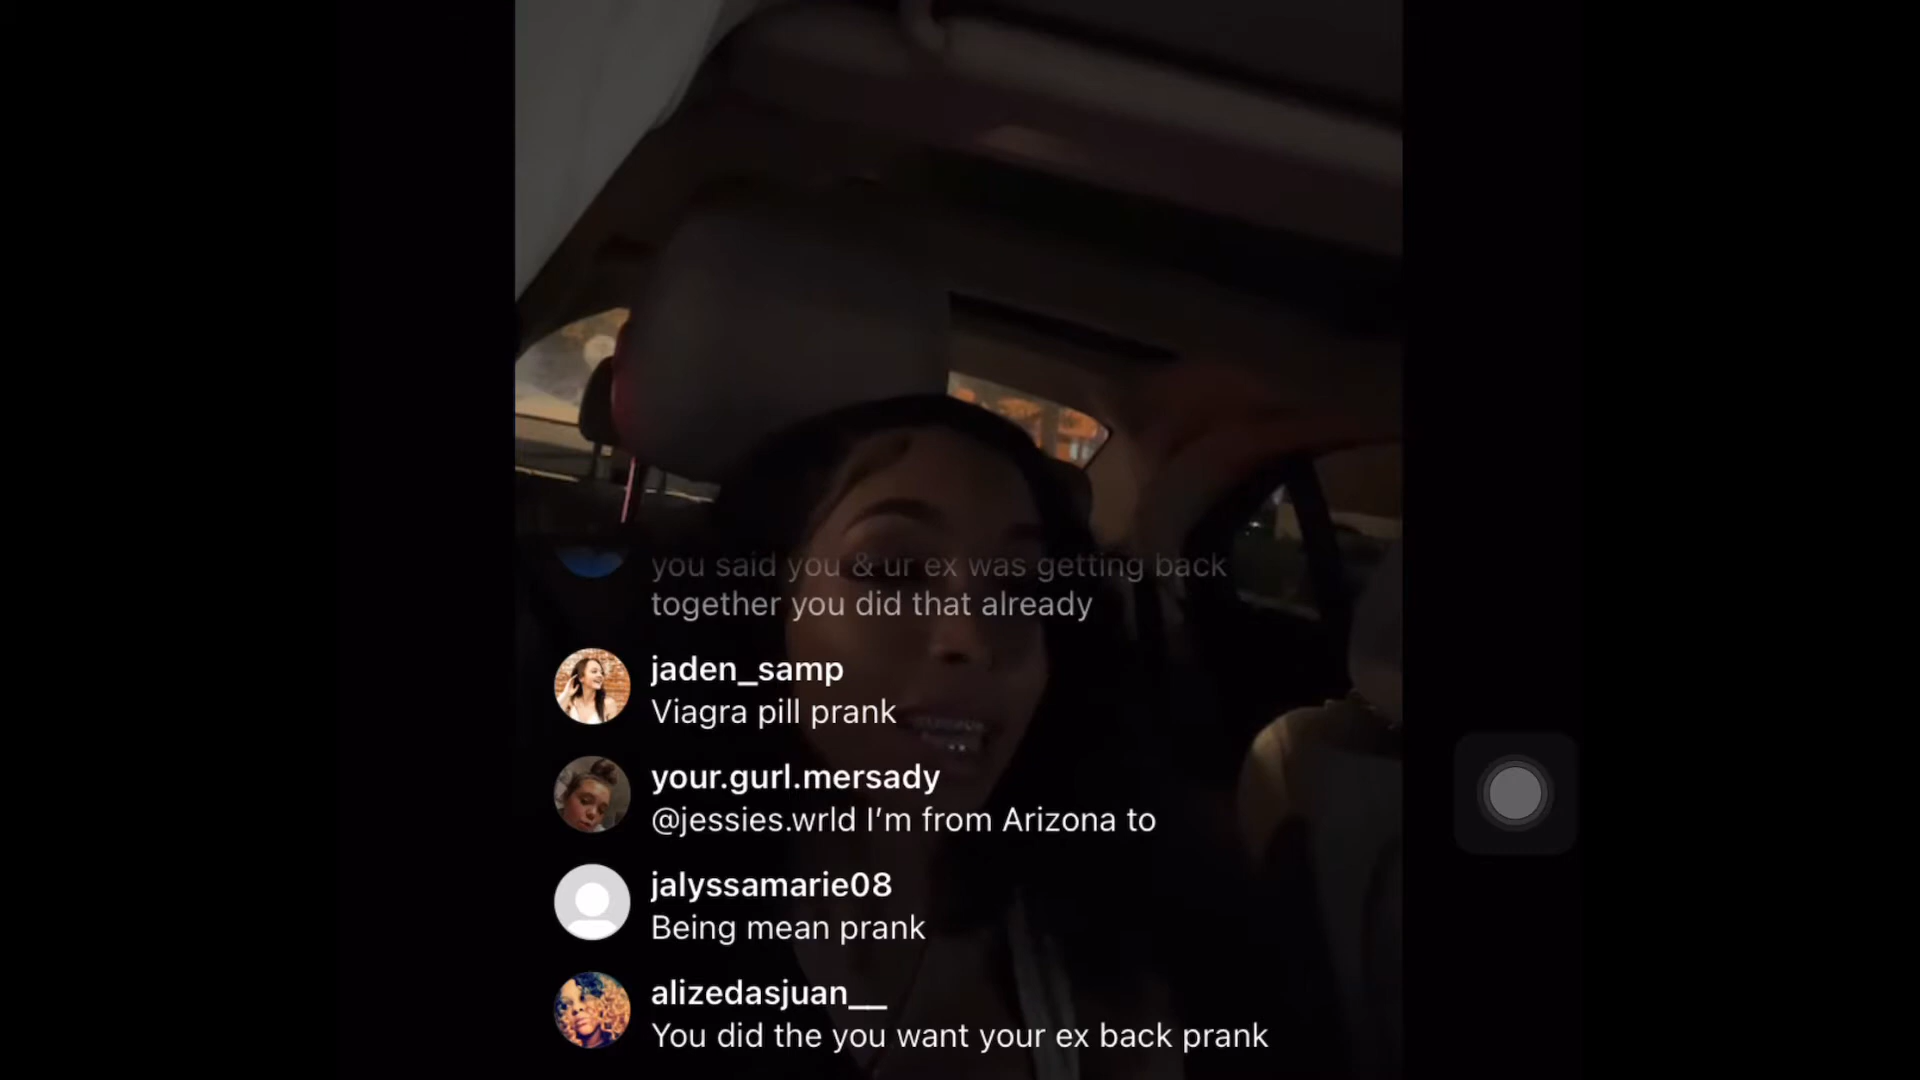 you said you & ur ex was getting back
together you did that already
jaden_samp
Viagra pill prank
your.gurl.mersady
@jessies.wrld I’m from Arizona to
jalyssamarie08
Being mean prank
alizedasjuan__
You did the you want your ex back prank